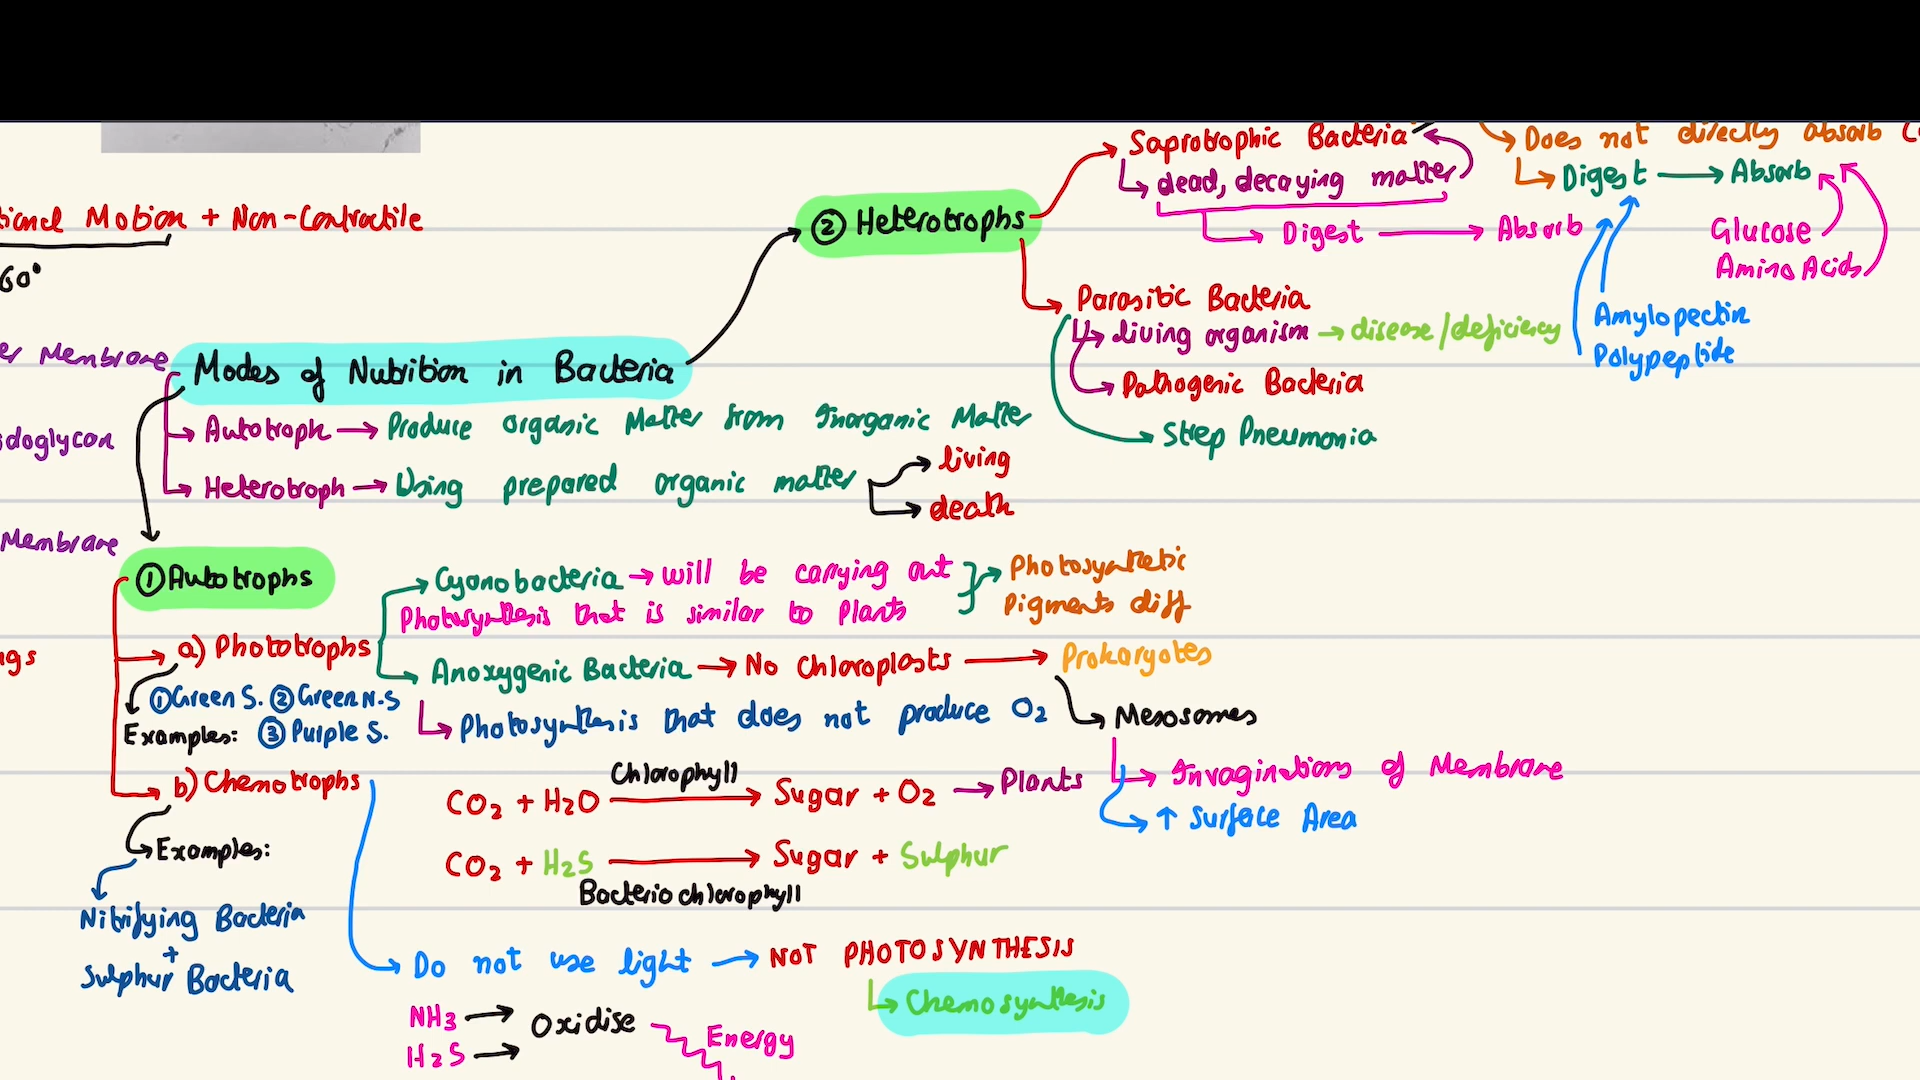 Saprotrophic Bacteria
dead, decaying matter
Digest → Absorb
Does not directly absorb
Digest → Absorb
Glucose
Amino Acids
Amylopectin
Polypeptide
Motion + Non-Contractile
60°
② Heterotrophs
Parasitic Bacteria
living organism → disease/deficiency
Pathogenic Bacteria
Strep Pneumonia
Membrane
Modes of Nutrition in Bacteria
Autotroph → Produce organic Matter from Inorganic Matter
Heterotroph → Using prepared organic matter
living
death
Membrane
① Autotrophs
Cyanobacteria → will be carrying out
Photosynthesis that is similar to Plants
Photosynthetic
Pigments diff
a) Phototrophs
Anoxygenic Bacteria → No Chloroplasts → Prokaryotes
Photosynthesis that does not produce O₂
Mesosomes
Invaginations of Membrane
↑ Surface Area
① Green S. ② Green N.S
Examples: ③ Purple S.
b) Chemotrophs
Chlorophyll
CO₂ + H₂O → Sugar + O₂ → Plants
CO₂ + H₂S → Sugar + Sulphur
Bacteriochlorophyll
Examples:
Nitrifying Bacteria
+
Sulphur Bacteria
Do not use light → NOT PHOTOSYNTHESIS
Chemosynthesis
NH3 →
H₂S →
Oxidise
Energy